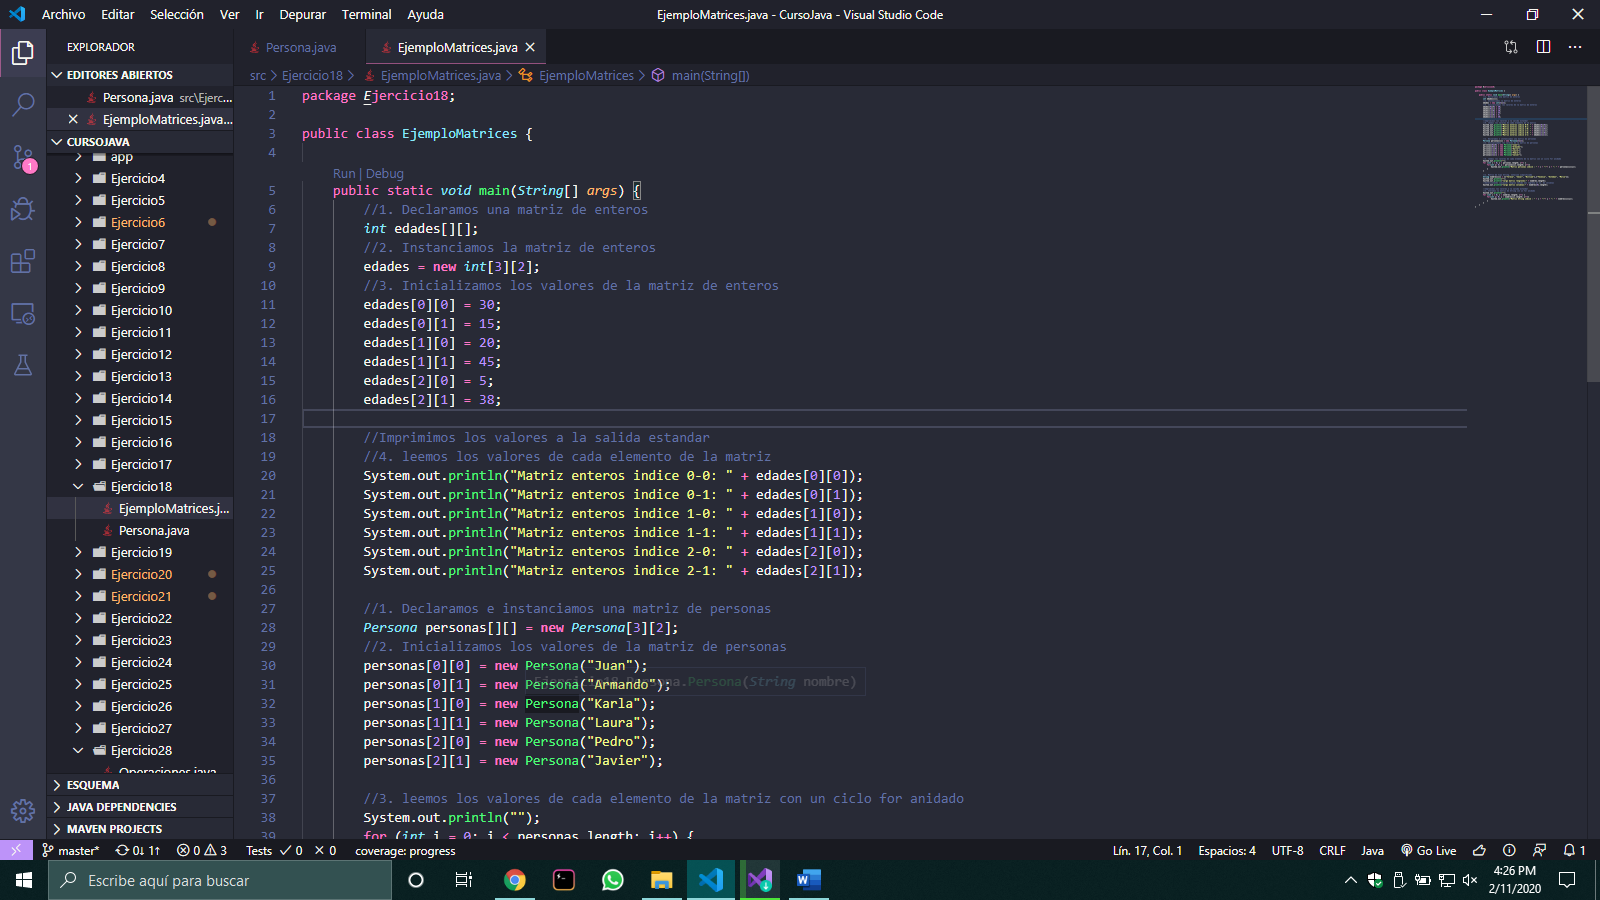 Archivo Editar Selección Ver Ir Depurar Terminal Ayuda
EjemploMatrices.java - CursoJava - Visual Studio Code
EXPLORADOR
EDITORES ABIERTOS
Persona.java src\Ejerc...
EjemploMatrices.java...
CURSOJAVA
app
Ejercicio4
Ejercicio5
Ejercicio6
Ejercicio7
Ejercicio8
Ejercicio9
Ejercicio10
Ejercicio11
Ejercicio12
Ejercicio13
Ejercicio14
Ejercicio15
Ejercicio16
Ejercicio17
Ejercicio18
EjemploMatrices.j...
Persona.java
Ejercicio19
Ejercicio20
Ejercicio21
Ejercicio22
Ejercicio23
Ejercicio24
Ejercicio25
Ejercicio26
Ejercicio27
Ejercicio28
Operaciones.java
ESQUEMA
JAVA DEPENDENCIES
MAVEN PROJECTS
1
Persona.java EjemploMatrices.java
src > Ejercicio18 > EjemploMatrices.java > EjemploMatrices > main(String[])
1 package Ejercicio18;
2
3 public class EjemploMatrices {
4
Run | Debug
5 public static void main(String[] args) {
6 //1. Declaramos una matriz de enteros
7 int edades[][];
8 //2. Instanciamos la matriz de enteros
9 edades = new int[3][2];
10 //3. Inicializamos los valores de la matriz de enteros
11 edades[0][0] = 30;
12 edades[0][1] = 15;
13 edades[1][0] = 20;
14 edades[1][1] = 45;
15 edades[2][0] = 5;
16 edades[2][1] = 38;
17
18 //Imprimimos los valores a la salida estandar
19 //4. leemos los valores de cada elemento de la matriz
20 System.out.println("Matriz enteros indice 0-0: " + edades[0][0]);
21 System.out.println("Matriz enteros indice 0-1: " + edades[0][1]);
22 System.out.println("Matriz enteros indice 1-0: " + edades[1][0]);
23 System.out.println("Matriz enteros indice 1-1: " + edades[1][1]);
24 System.out.println("Matriz enteros indice 2-0: " + edades[2][0]);
25 System.out.println("Matriz enteros indice 2-1: " + edades[2][1]);
26
27 //1. Declaramos e instanciamos una matriz de personas
28 Persona personas[][] = new Persona[3][2];
29 //2. Inicializamos los valores de la matriz de personas
30 personas[0][0] = new Persona("Juan");
31 personas[0][1] = new Persona("Armando");
Persona.Persona(String nombre)
32 personas[1][0] = new Persona("Karla");
33 personas[1][1] = new Persona("Laura");
34 personas[2][0] = new Persona("Pedro");
35 personas[2][1] = new Persona("Javier");
36
37 //3. leemos los valores de cada elemento de la matriz con un ciclo for anidado
38 System.out.println("");
39 for (int i = 0; i < personas.length; i++) {
master* 0↓ 1↑ 0 3 Tests 0 0 coverage: progress
Lín. 17, Col. 1 Espacios: 4 UTF-8 CRLF Java Go Live 1
Escribe aquí para buscar
4:26 PM
2/11/2020